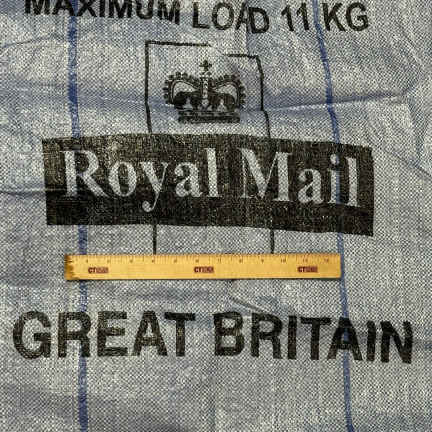 MAXIMUM LOAD 11 KG
Royal Mail
GREAT BRITAIN